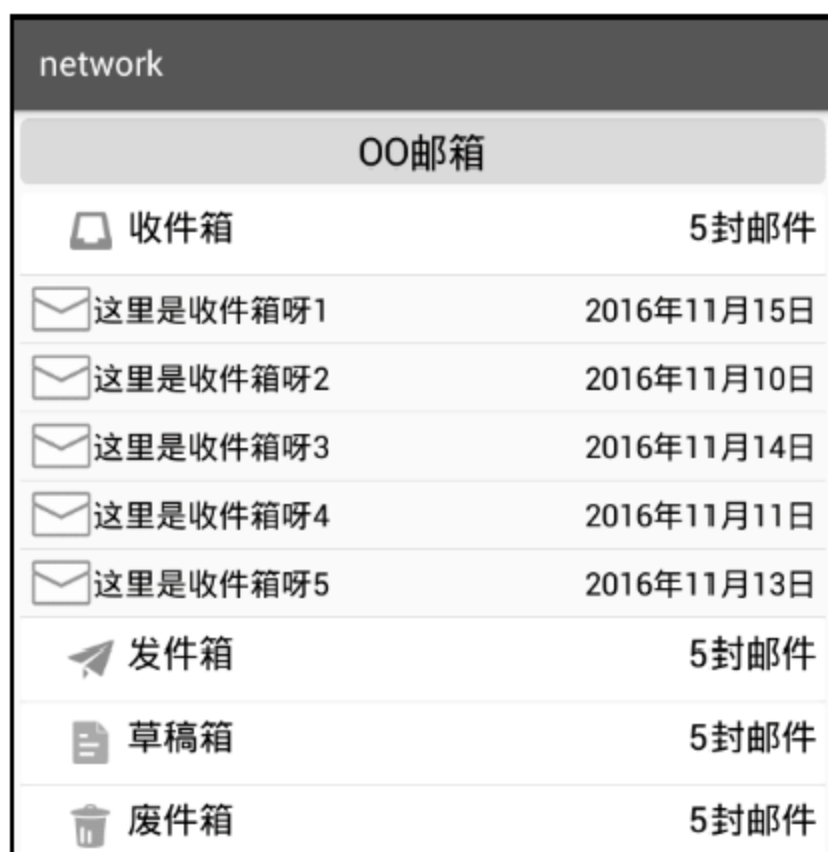 network
OO邮箱
收件箱 5封邮件
这里是收件箱呀1 2016年11月15日
这里是收件箱呀2 2016年11月10日
这里是收件箱呀3 2016年11月14日
这里是收件箱呀4 2016年11月11日
这里是收件箱呀5 2016年11月13日
发件箱 5封邮件
草稿箱 5封邮件
废件箱 5封邮件